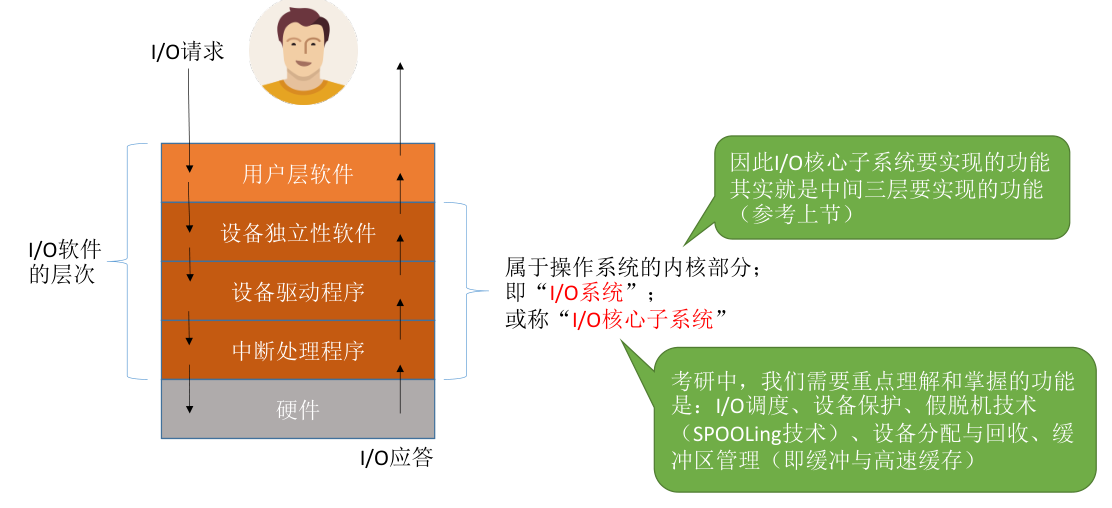 I/O请求
用户层软件
设备独立性软件
设备驱动程序
中断处理程序
硬件
I/O应答
I/O软件
的层次
属于操作系统的内核部分；
即“I/O系统”；
或称“I/O核心子系统”
因此I/O核心子系统要实现的功能
其实就是中间三层要实现的功能
（参考上节）
考研中，我们需要重点理解和掌握的功能
是：I/O调度、设备保护、假脱机技术
（SPOOLing技术）、设备分配与回收、缓
冲区管理（即缓冲与高速缓存）